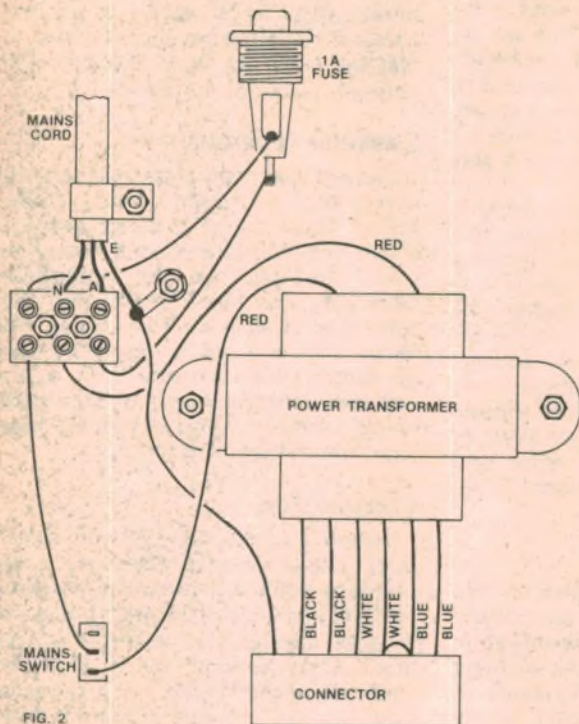 1A
FUSE
MAINS
CORD
E
N
A
RED
RED
POWER TRANSFORMER
BLACK
BLACK
WHITE
WHITE
BLUE
BLUE
MAINS
SWITCH
CONNECTOR
FIG. 2